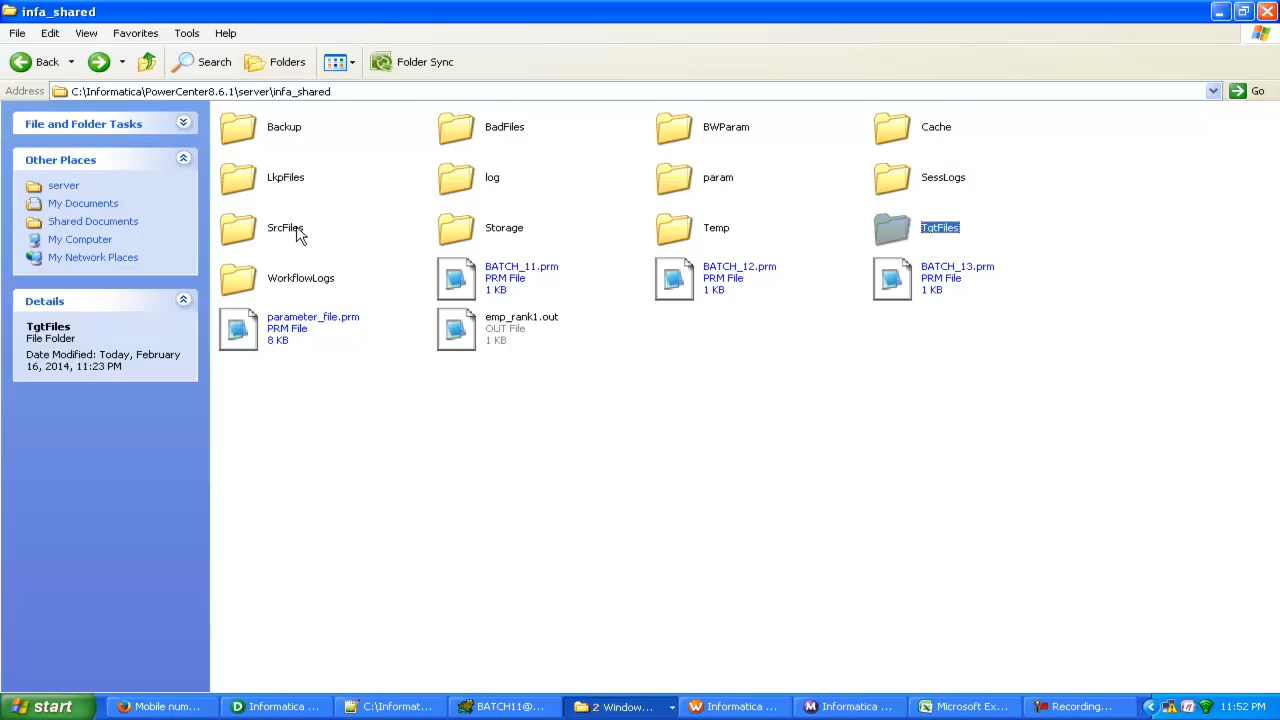 infa_shared
File Edit View Favorites Tools Help
Back Search Folders Folder Sync
Address C:\Informatica\PowerCenter8.6.1\server\infa_shared Go
File and Folder Tasks
Other Places
server
My Documents
Shared Documents
My Computer
My Network Places
Details
TgtFiles
File Folder
Date Modified: Today, February
16, 2014, 11:23 PM
Backup BadFiles BWParam Cache
LkpFiles log param SessLogs
SrcFiles Storage Temp TgtFiles
WorkflowLogs
BATCH_11.prm
PRM File
1 KB
BATCH_12.prm
PRM File
1 KB
BATCH_13.prm
PRM File
1 KB
parameter_file.prm
PRM File
8 KB
emp_rank1.out
OUT File
1 KB
start Mobile num... Informatica ... C:\Informat... BATCH11@... 2 Window... Informatica ... Informatica ... Microsoft Ex... Recording... 11:52 PM